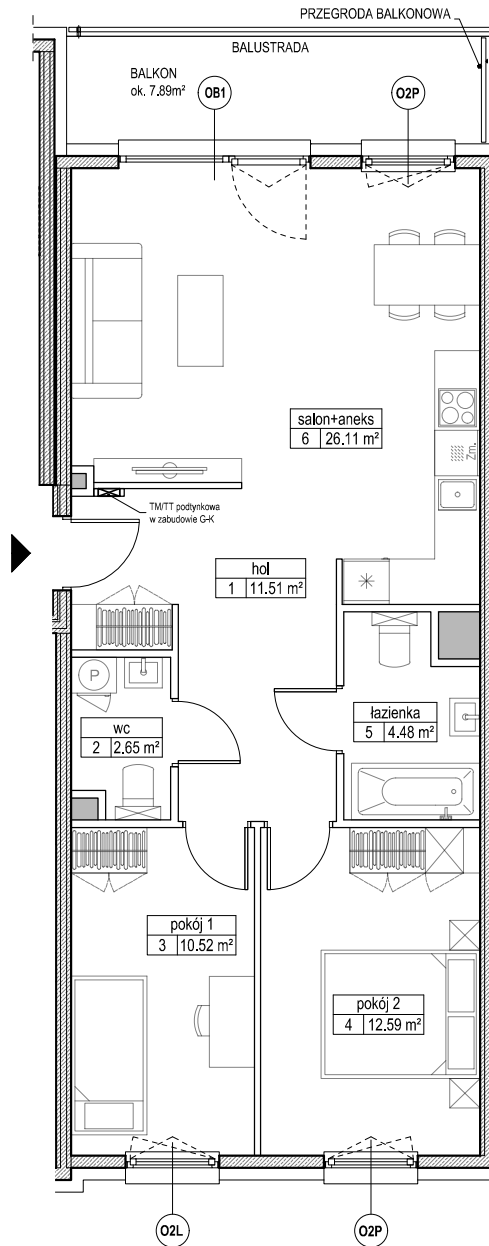 PRZEGRODA BALKONOWA
BALUSTRADA
BALKON
ok. 7.89m²
OB1
O2P
salon+aneks
6 26.11 m²
Zm.
TM/TT podtynkowa
w zabudowie G-K
hol
1 11.51 m²
P
wc
2 2.65 m²
łazienka
5 4.48 m²
pokój 1
3 10.52 m²
pokój 2
4 12.59 m²
O2L
O2P